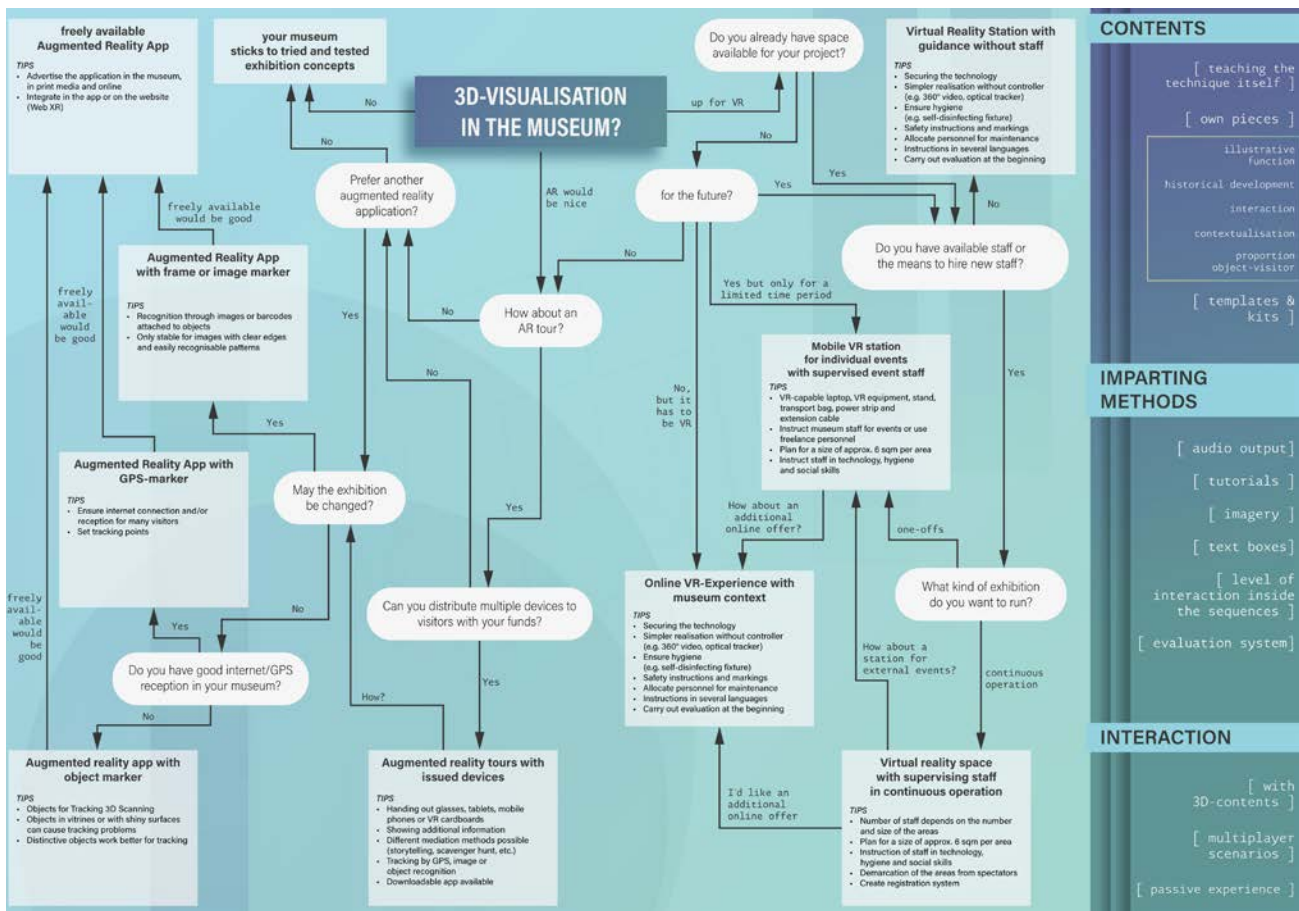 freely available
Augmented Reality App
TIPS
• Advertise the application in the museum,
in print media and online
• Integrate in the app or on the website
(Web XR)
your museum
sticks to tried and tested
exhibition concepts
3D-VISUALISATION
IN THE MUSEUM?
No
up for VR
AR would
be nice
Do you already have space
available for your project?
No
Yes
Virtual Reality Station with
guidance without staff
TIPS
• Securing the technology
• Simpler realisation without controller
(e.g. 360° video, optical tracker)
• Ensure hygiene
(e.g. self-disinfecting fixture)
• Safety instructions and markings
• Allocate personnel for maintenance
• Instructions in several languages
• Carry out evaluation at the beginning
No
Prefer another
augmented reality
application?
No
Yes
for the future?
Yes
No
Yes but only for a
limited time period
No,
but it
has to
be VR
Do you have available staff or
the means to hire new staff?
Yes
freely available
would be good
Augmented Reality App
with frame or image marker
TIPS
• Recognition through images or barcodes
attached to objects
• Only stable for images with clear edges
and easily recognisable patterns
freely
avail-
able
would
be good
How about an
AR tour?
No
Yes
No
Mobile VR station
for individual events
with supervised event staff
TIPS
• VR-capable laptop, VR equipment, stand,
transport bag, power strip and
extension cable
• Instruct museum staff for events or use
freelance personnel
• Plan for a size of approx. 6 sqm per area
• Instruct staff in technology, hygiene
and social skills
Yes
Augmented Reality App with
GPS-marker
TIPS
• Ensure internet connection and/or
reception for many visitors
• Set tracking points
May the exhibition
be changed?
No
How about an
additional
online offer?
one-offs
Online VR-Experience with
museum context
TIPS
• Securing the technology
• Simpler realisation without controller
(e.g. 360° video, optical tracker)
• Ensure hygiene
(e.g. self-disinfecting fixture)
• Safety instructions and markings
• Allocate personnel for maintenance
• Instructions in several languages
• Carry out evaluation at the beginning
What kind of exhibition
do you want to run?
Can you distribute multiple devices to
visitors with your funds?
Yes
freely
avail-
able
would
be
good
Yes
Do you have good internet/GPS
reception in your museum?
No
How?
How about a
station for
external events?
continuous
operation
Augmented reality app with
object marker
TIPS
• Objects for Tracking 3D Scanning
• Objects in vitrines or with shiny surfaces
can cause tracking problems
• Distinctive objects work better for tracking
Augmented reality tours with
issued devices
TIPS
• Handing out glasses, tablets, mobile
phones or VR cardboards
• Showing additional information
• Different mediation methods possible
(storytelling, scavenger hunt, etc.)
• Tracking by GPS, image or
object recognition
• Downloadable app available
I'd like an
additional
online offer
Virtual reality space
with supervising staff
in continuous operation
TIPS
• Number of staff depends on the number
and size of the areas
• Plan for a size of approx. 6 sqm per area
• Instruction of staff in technology,
hygiene and social skills
• Demarcation of the areas from spectators
• Create registration system
CONTENTS
[ teaching the
technique itself ]
[ own pieces ]
illustrative
function
historical development
interaction
contextualisation
proportion
object-visitor
[ templates &
kits ]
IMPARTING
METHODS
[ audio output]
[ tutorials ]
[ imagery ]
[ text boxes]
[ level of
interaction inside
the sequences ]
[ evaluation system]
INTERACTION
[ with
3D-contents ]
[ multiplayer
scenarios ]
[ passive experience ]